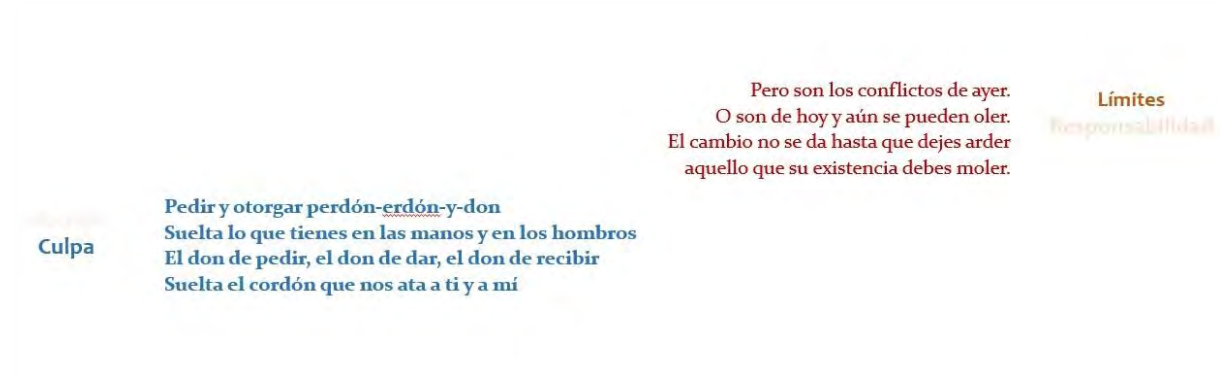 Pero son los conflictos de ayer.
O son de hoy y aún se pueden oler.
El cambio no se da hasta que dejes arder
aquello que su existencia debes moler.
Límites
Responsabilidad
Culpa
Pedir y otorgar perdón-erdón-y-don
Suelta lo que tienes en las manos y en los hombros
El don de pedir, el don de dar, el don de recibir
Suelta el cordón que nos ata a ti y a mí